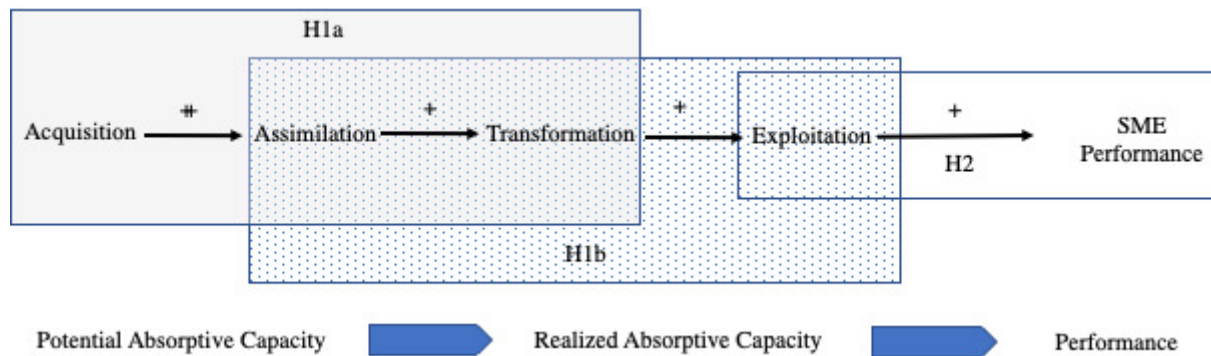 H1a
+
+
+
+
Acquisition
Assimilation
Transformation
Exploitation
SME
Performance
H2
H1b
Potential Absorptive Capacity
Realized Absorptive Capacity
Performance